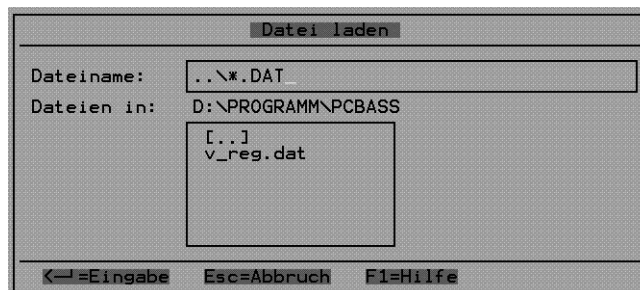 Datei laden
Dateiname: ..\*.DAT_
Dateien in: D:\PROGRAMM\PCBASS
[..]
v_reg.dat
<─┘=Eingabe Esc=Abbruch F1=Hilfe